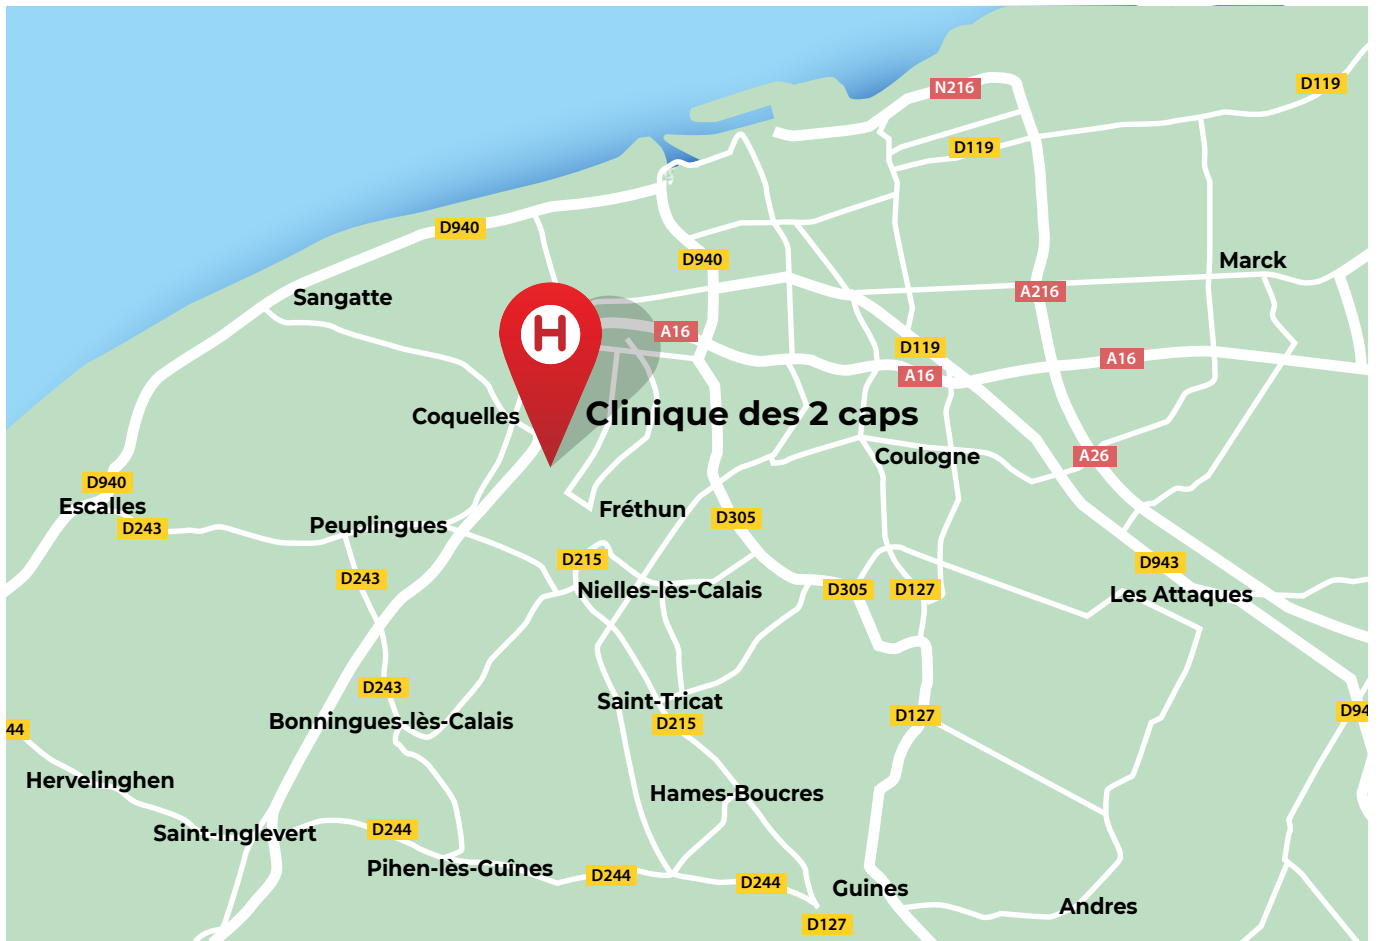 N216
D119
D119
D940
D940
Marck
A216
Sangatte
H
A16
D119
A16
A16
Coquelles
Clinique des 2 caps
Coulogne
A26
D940
Escalles
D243
Peuplingues
Fréthun
D305
D215
D943
D243
Nielles-lès-Calais
D305
D127
Les Attaques
D243
Saint-Tricat
D215
D127
D94
Bonningues-lès-Calais
44
Hervelinghen
Hames-Boucres
Saint-Inglevert
D244
Pihen-lès-Guînes
D244
D244
Guines
Andres
D127